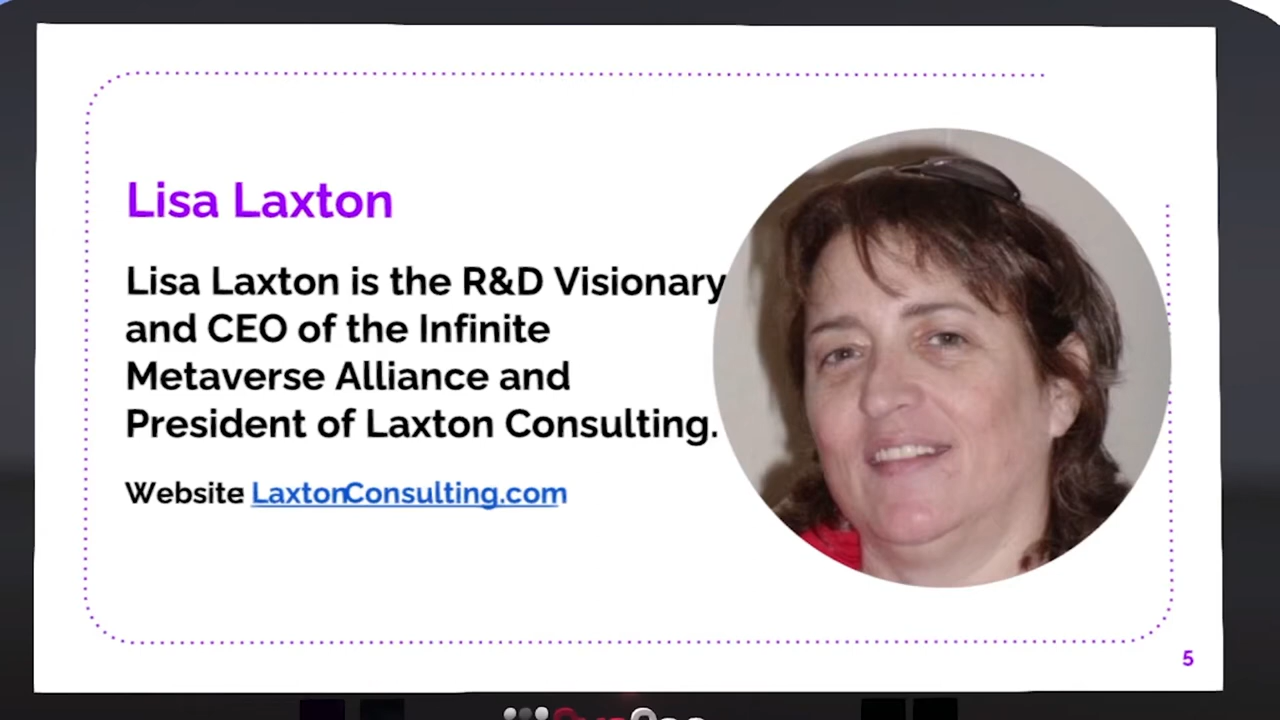 Lisa Laxton
Lisa Laxton is the R&D Visionary
and CEO of the Infinite
Metaverse Alliance and
President of Laxton Consulting.
Website LaxtonConsulting.com
5